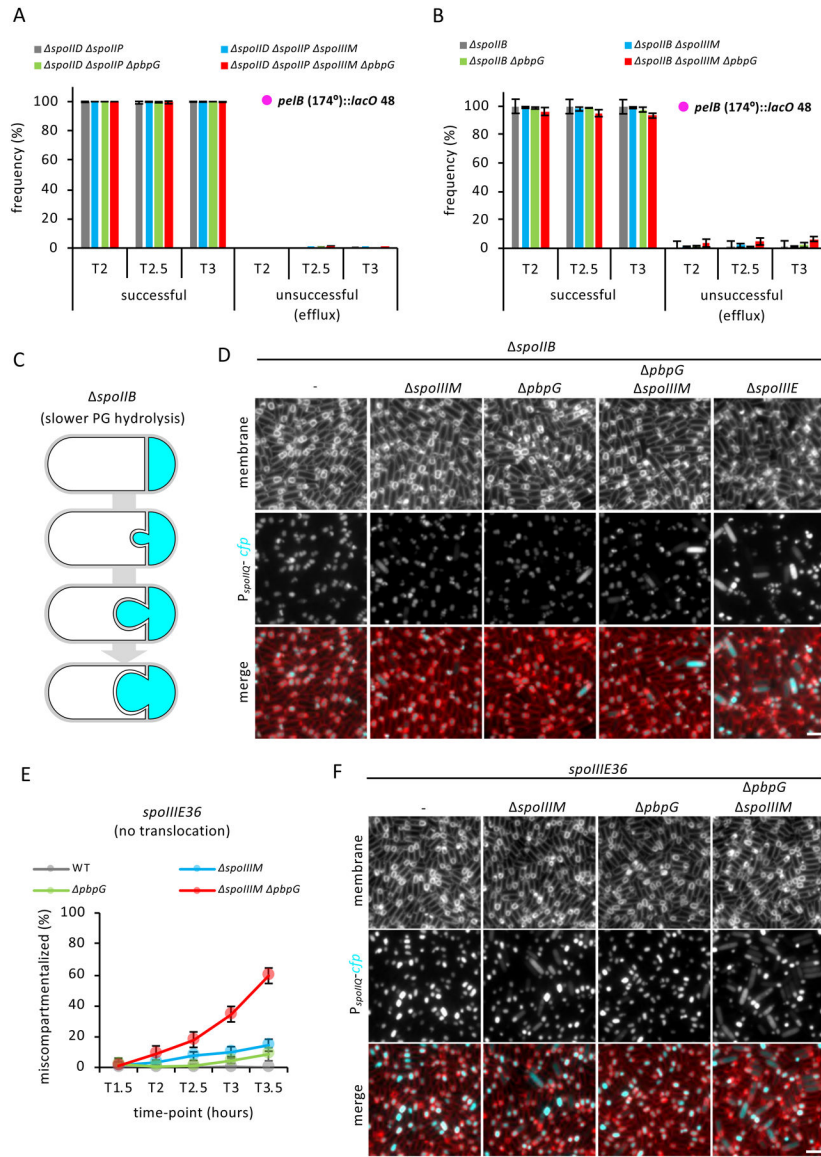 A
ΔspoIID ΔspoIIP
ΔspoIID ΔspoIIP ΔspoIIIM
ΔspoIID ΔspoIIP ΔpbpG
ΔspoIID ΔspoIIP ΔspoIIIM ΔpbpG
pelB (174º)::lacO 48
frequency (%)
100
80
60
40
20
0
T2
T2.5
T3
T2
T2.5
T3
successful
unsuccessful
(efflux)
B
ΔspoIIB
ΔspoIIB ΔspoIIIM
ΔspoIIB ΔpbpG
ΔspoIIB ΔspoIIIM ΔpbpG
pelB (174º)::lacO 48
frequency (%)
100
80
60
40
20
0
T2
T2.5
T3
T2
T2.5
T3
successful
unsuccessful
(efflux)
C
ΔspoIIB
(slower PG hydrolysis)
D
ΔspoIIB
-
ΔspoIIIM
ΔpbpG
ΔpbpG
ΔspoIIIM
ΔspoIIIE
membrane
PspoIIQ-cfp
merge
E
spoIIIE36
(no translocation)
WT
ΔspoIIIM
ΔpbpG
ΔspoIIIM ΔpbpG
miscompartmentalized (%)
100
80
60
40
20
0
T1.5
T2
T2.5
T3
T3.5
time-point (hours)
F
spoIIIE36
-
ΔspoIIIM
ΔpbpG
ΔpbpG
ΔspoIIIM
membrane
PspoIIQ-cfp
merge